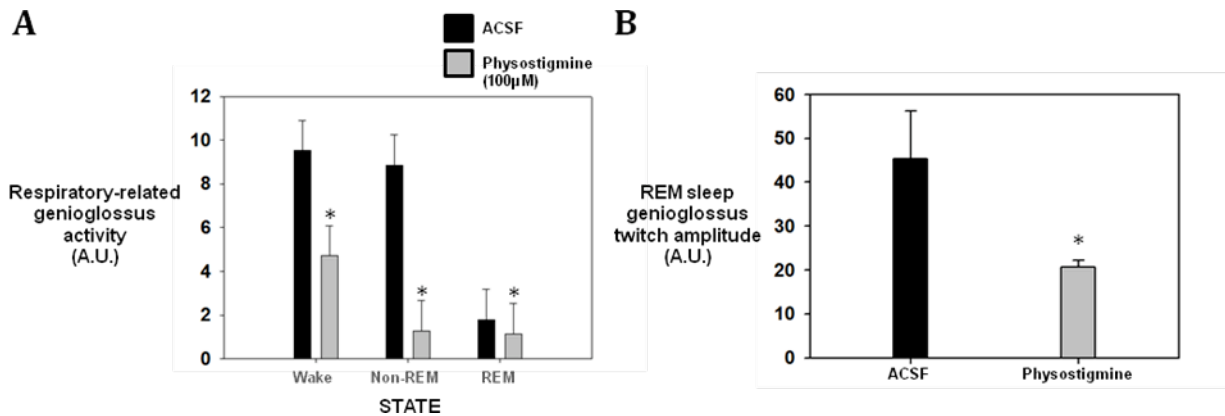 A
ACSF
Physostigmine
(100µM)
12
10
8
6
4
2
0
Respiratory-related
genioglossus
activity
(A.U.)
*
*
*
Wake Non-REM REM
STATE
B
60
50
40
30
20
10
0
REM sleep
genioglossus
twitch amplitude
(A.U.)
*
ACSF Physostigmine